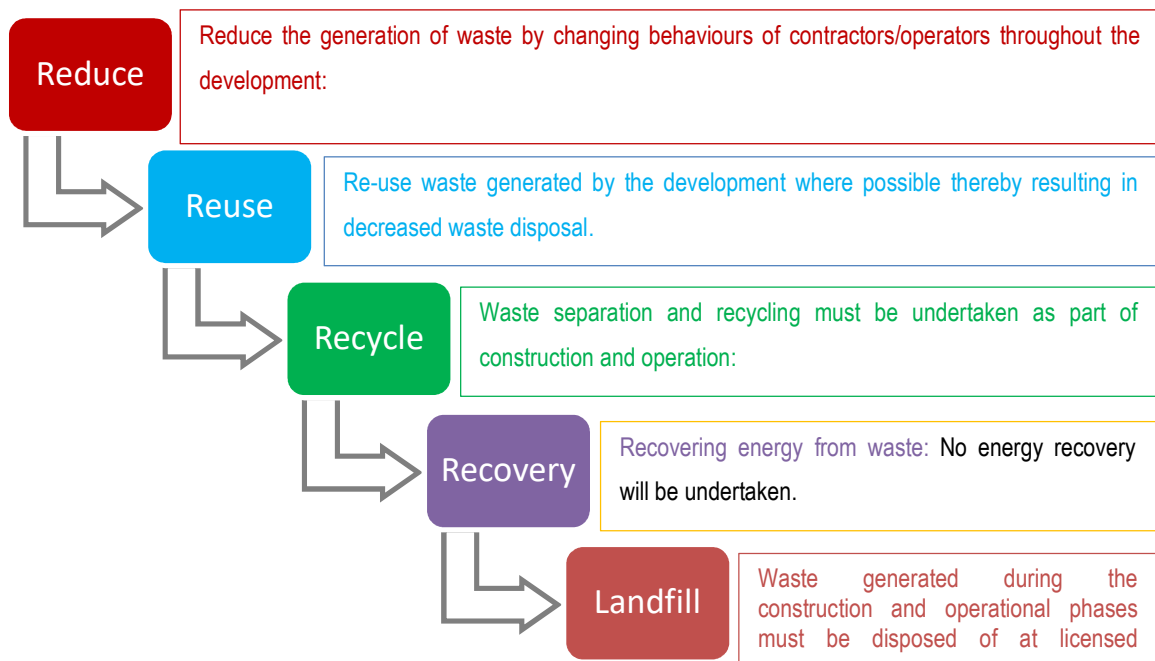 Reduce
Reduce the generation of waste by changing behaviours of contractors/operators throughout the
development:
Reuse
Re-use waste generated by the development where possible thereby resulting in
decreased waste disposal.
Recycle
Waste separation and recycling must be undertaken as part of
construction and operation:
Recovery
Recovering energy from waste: No energy recovery
will be undertaken.
Landfill
Waste generated during the
construction and operational phases
must be disposed of at licensed